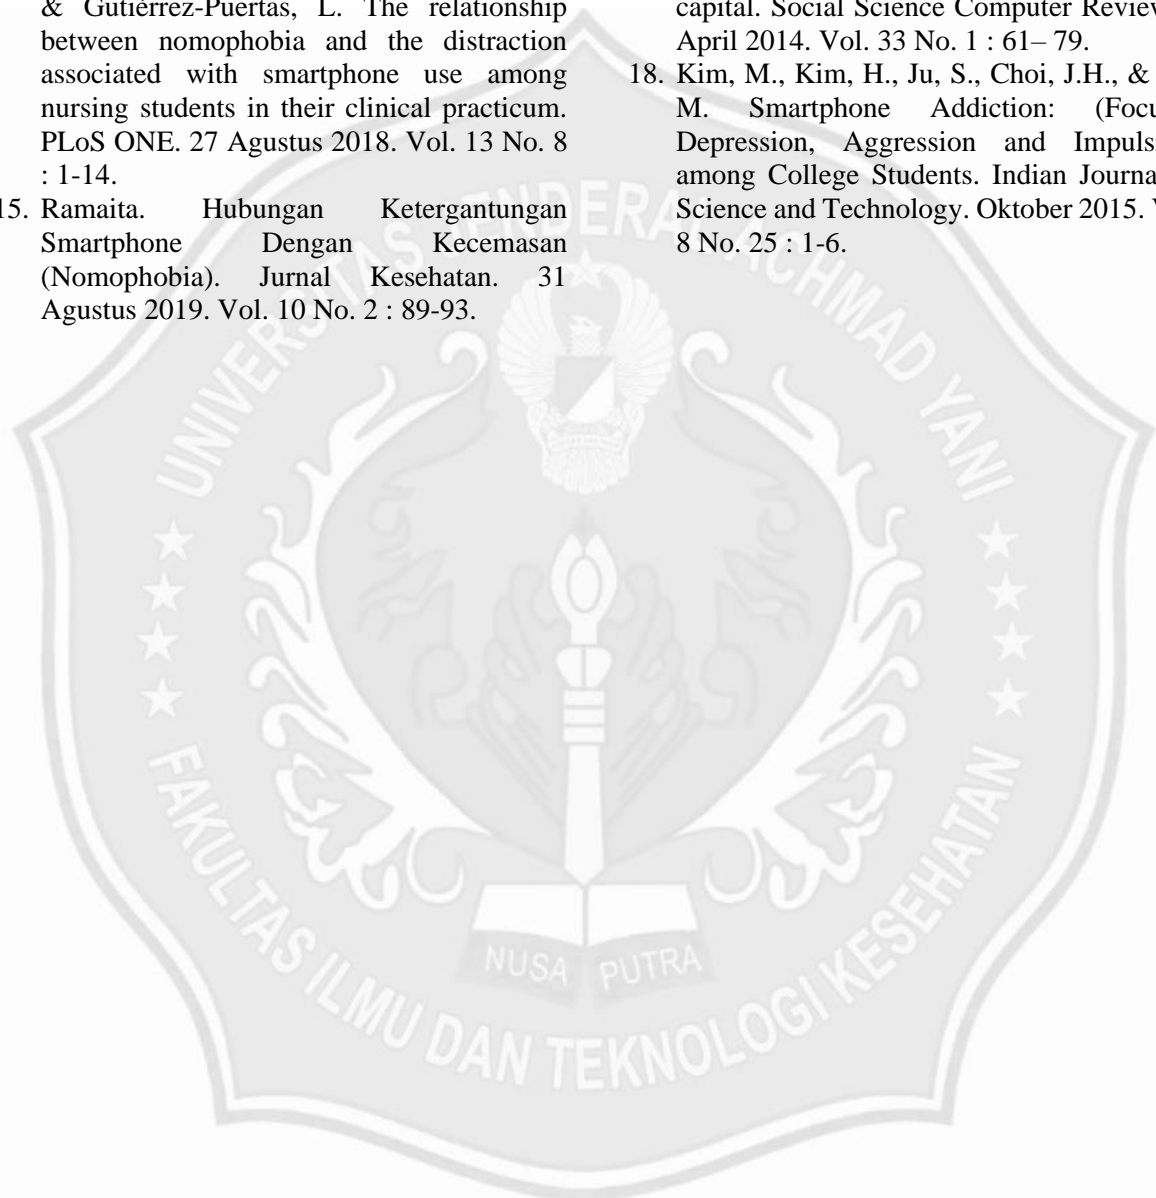 & Gutiérrez-Puertas, L. The relationship
between nomophobia and the distraction
associated with smartphone use among
nursing students in their clinical practicum.
PLoS ONE. 27 Agustus 2018. Vol. 13 No. 8
: 1-14.
15. Ramaita. Hubungan Ketergantungan
Smartphone Dengan Kecemasan
(Nomophobia). Jurnal Kesehatan. 31
Agustus 2019. Vol. 10 No. 2 : 89-93.
capital. Social Science Computer Review
April 2014. Vol. 33 No. 1 : 61– 79.
18. Kim, M., Kim, H., Ju, S., Choi, J.H., &
M. Smartphone Addiction: (Focu
Depression, Aggression and Impuls
among College Students. Indian Journa
Science and Technology. Oktober 2015.
8 No. 25 : 1-6.
UNIVERSITAS JENDERAL ACHMAD YANI
NUSA PUTRA
FAKULTAS ILMU DAN TEKNOLOGI KESEHATAN